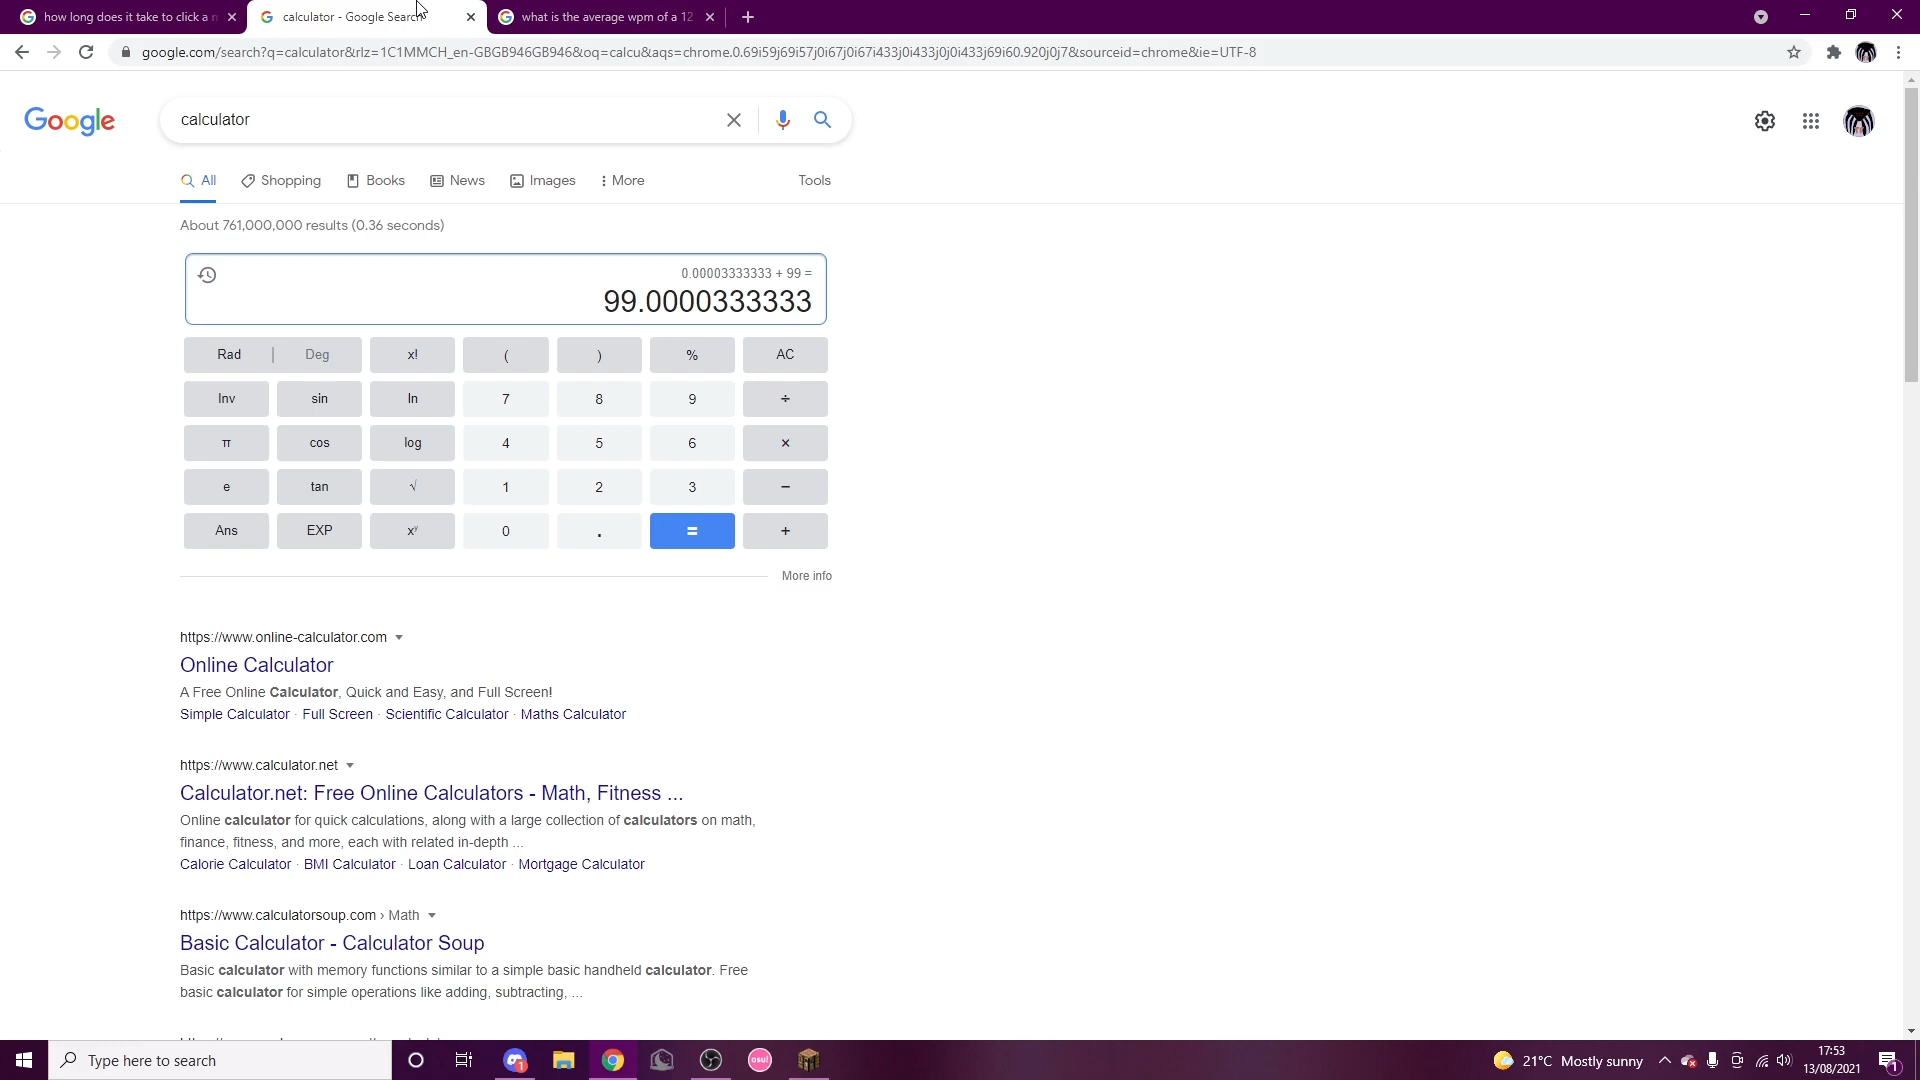 how long does it take to click a m
calculator - Google Search
what is the average wpm of a 12
google.com/search?q=calculator&rlz=1C1MMCH_en-GBGB946GB946&oq=calcu&aqs=chrome.0.69i59j69i57j0i67j0i67i433j0i433j0j0i433j69i60.920j0j7&sourceid=chrome&ie=UTF-8
Google
calculator
All Shopping Books News Images More Tools
About 761,000,000 results (0.36 seconds)
0.00003333333 + 99 =
99.0000333333
Rad | Deg x! ( ) % AC
Inv sin ln 7 8 9 ÷
π cos log 4 5 6 ×
e tan √ 1 2 3 −
Ans EXP xʸ 0 . = +
More info
https://www.online-calculator.com
Online Calculator
A Free Online Calculator, Quick and Easy, and Full Screen!
Simple Calculator · Full Screen · Scientific Calculator · Maths Calculator
https://www.calculator.net
Calculator.net: Free Online Calculators - Math, Fitness ...
Online calculator for quick calculations, along with a large collection of calculators on math,
finance, fitness, and more, each with related in-depth ...
Calorie Calculator · BMI Calculator · Loan Calculator · Mortgage Calculator
https://www.calculatorsoup.com › Math
Basic Calculator - Calculator Soup
Basic calculator with memory functions similar to a simple basic handheld calculator. Free
basic calculator for simple operations like adding, subtracting, ...
Type here to search
1
osu!
21°C Mostly sunny
17:53
13/08/2021
1